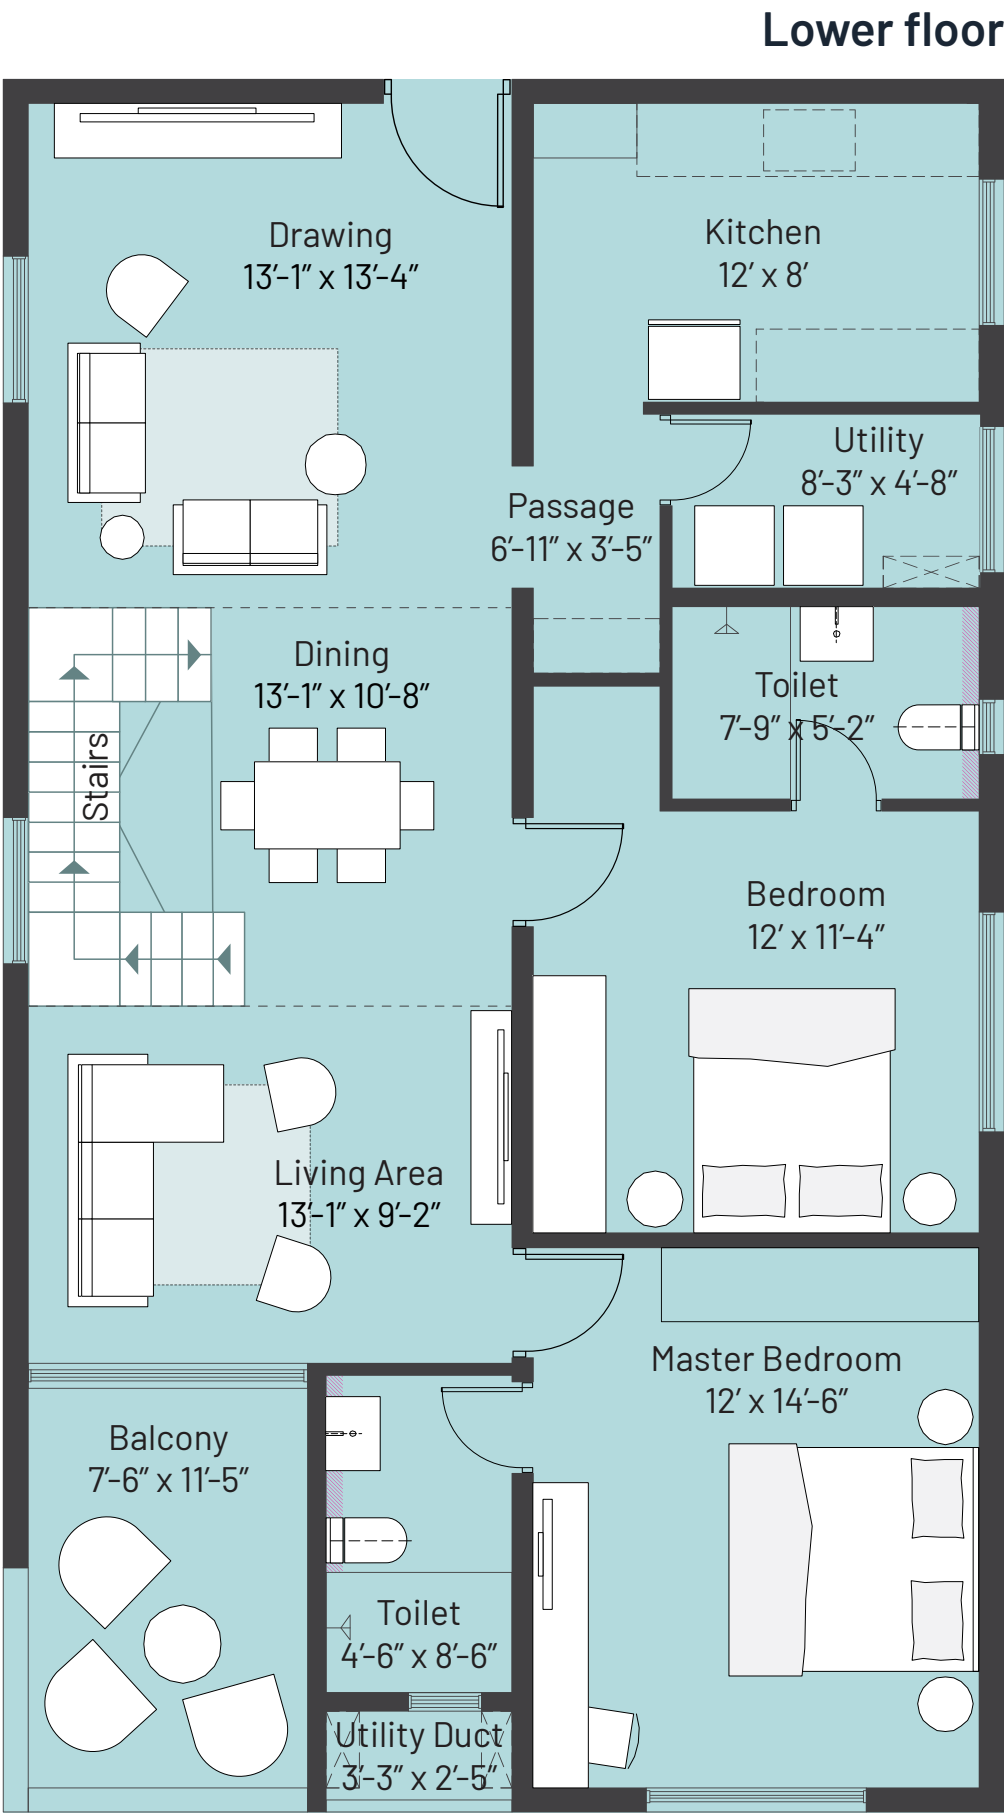 Lower floor
Drawing
13′-1″ x 13′-4″
Kitchen
12′ x 8′
Utility
8′-3″ x 4′-8″
Passage
6′-11″ x 3′-5″
Dining
13′-1″ x 10′-8″
Stairs
Toilet
7′-9″ x 5′-2″
Bedroom
12′ x 11′-4″
Living Area
13′-1″ x 9′-2″
Master Bedroom
12′ x 14′-6″
Balcony
7′-6″ x 11′-5″
Toilet
4′-6″ x 8′-6″
Utility Duct
3′-3″ x 2′-5″